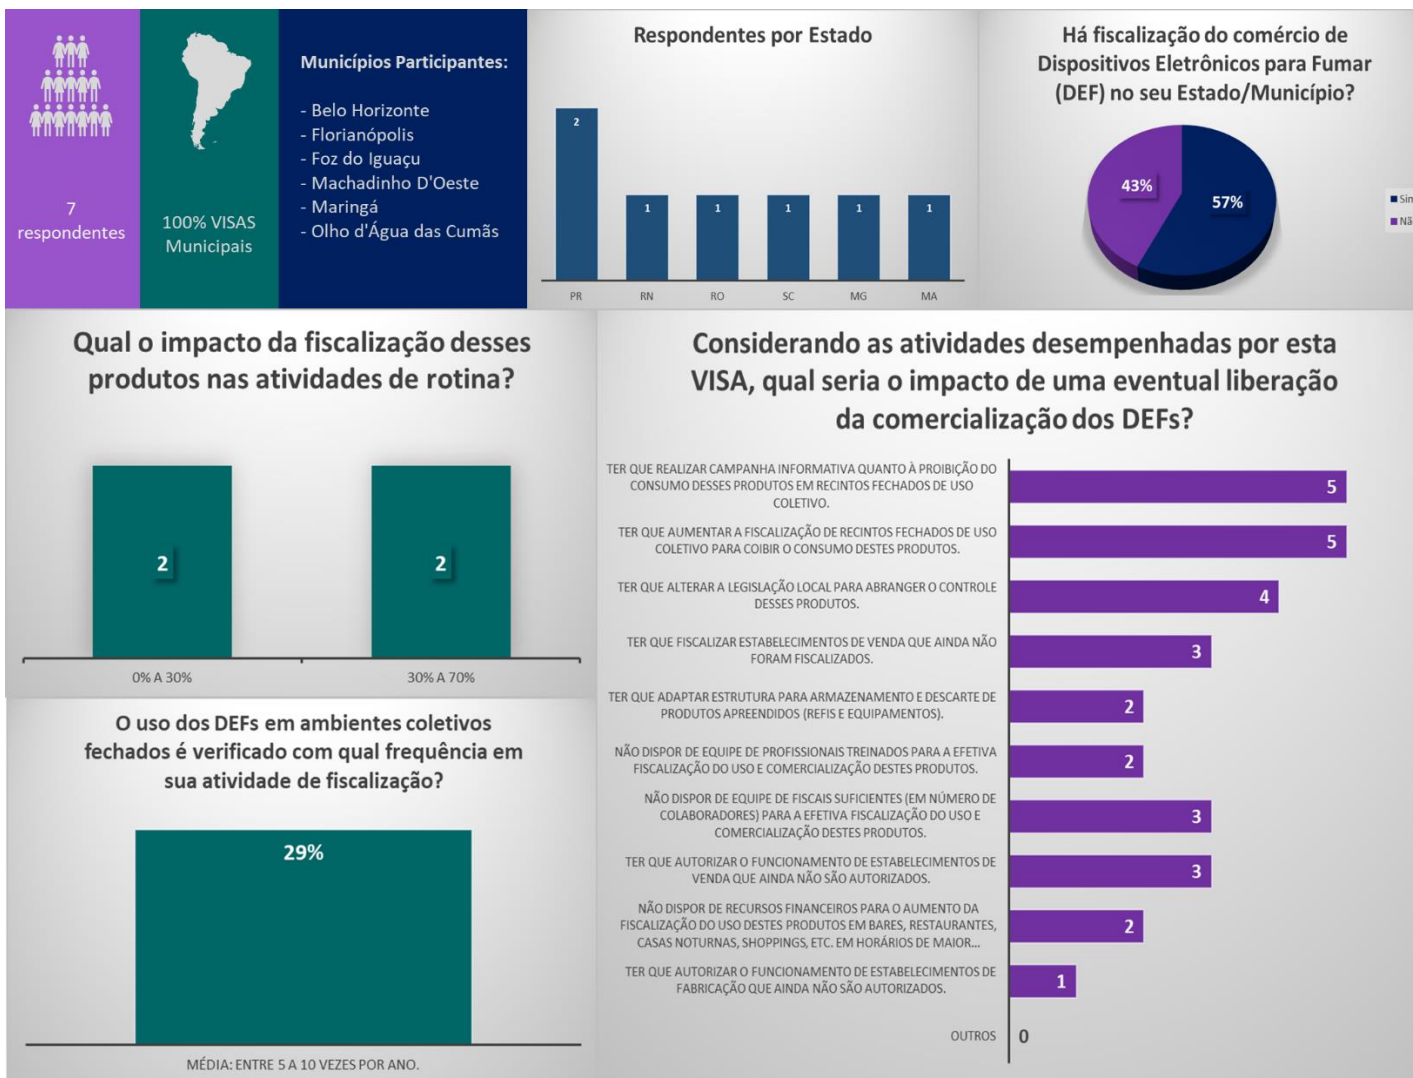 7
respondentes
100% VISAS
Municipais
Municípios Participantes:
- Belo Horizonte
- Florianópolis
- Foz do Iguaçu
- Machadinho D'Oeste
- Maringá
- Olho d'Água das Cumãs
Respondentes por Estado
2
1
1
1
1
1
PR
RN
RO
SC
MG
MA
Há fiscalização do comércio de
Dispositivos Eletrônicos para Fumar
(DEF) no seu Estado/Município?
43%
57%
Sim
Nã
Qual o impacto da fiscalização desses
produtos nas atividades de rotina?
2
2
0% A 30%
30% A 70%
O uso dos DEFs em ambientes coletivos
fechados é verificado com qual frequência em
sua atividade de fiscalização?
29%
MÉDIA: ENTRE 5 A 10 VEZES POR ANO.
Considerando as atividades desempenhadas por esta
VISA, qual seria o impacto de uma eventual liberação
da comercialização dos DEFs?
TER QUE REALIZAR CAMPANHA INFORMATIVA QUANTO À PROIBIÇÃO DO
CONSUMO DESSES PRODUTOS EM RECINTOS FECHADOS DE USO
COLETIVO.
5
TER QUE AUMENTAR A FISCALIZAÇÃO DE RECINTOS FECHADOS DE USO
COLETIVO PARA COIBIR O CONSUMO DESTES PRODUTOS.
5
TER QUE ALTERAR A LEGISLAÇÃO LOCAL PARA ABRANGER O CONTROLE
DESSES PRODUTOS.
4
TER QUE FISCALIZAR ESTABELECIMENTOS DE VENDA QUE AINDA NÃO
FORAM FISCALIZADOS.
3
TER QUE ADAPTAR ESTRUTURA PARA ARMAZENAMENTO E DESCARTE DE
PRODUTOS APREENDIDOS (REFIS E EQUIPAMENTOS).
2
NÃO DISPOR DE EQUIPE DE PROFISSIONAIS TREINADOS PARA A EFETIVA
FISCALIZAÇÃO DO USO E COMERCIALIZAÇÃO DESTES PRODUTOS.
2
NÃO DISPOR DE EQUIPE DE FISCAIS SUFICIENTES (EM NÚMERO DE
COLABORADORES) PARA A EFETIVA FISCALIZAÇÃO DO USO E
COMERCIALIZAÇÃO DESTES PRODUTOS.
3
TER QUE AUTORIZAR O FUNCIONAMENTO DE ESTABELECIMENTOS DE
VENDA QUE AINDA NÃO SÃO AUTORIZADOS.
3
NÃO DISPOR DE RECURSOS FINANCEIROS PARA O AUMENTO DA
FISCALIZAÇÃO DO USO DESTES PRODUTOS EM BARES, RESTAURANTES,
CASAS NOTURNAS, SHOPPINGS, ETC. EM HORÁRIOS DE MAIOR...
2
TER QUE AUTORIZAR O FUNCIONAMENTO DE ESTABELECIMENTOS DE
FABRICAÇÃO QUE AINDA NÃO SÃO AUTORIZADOS.
1
OUTROS
0